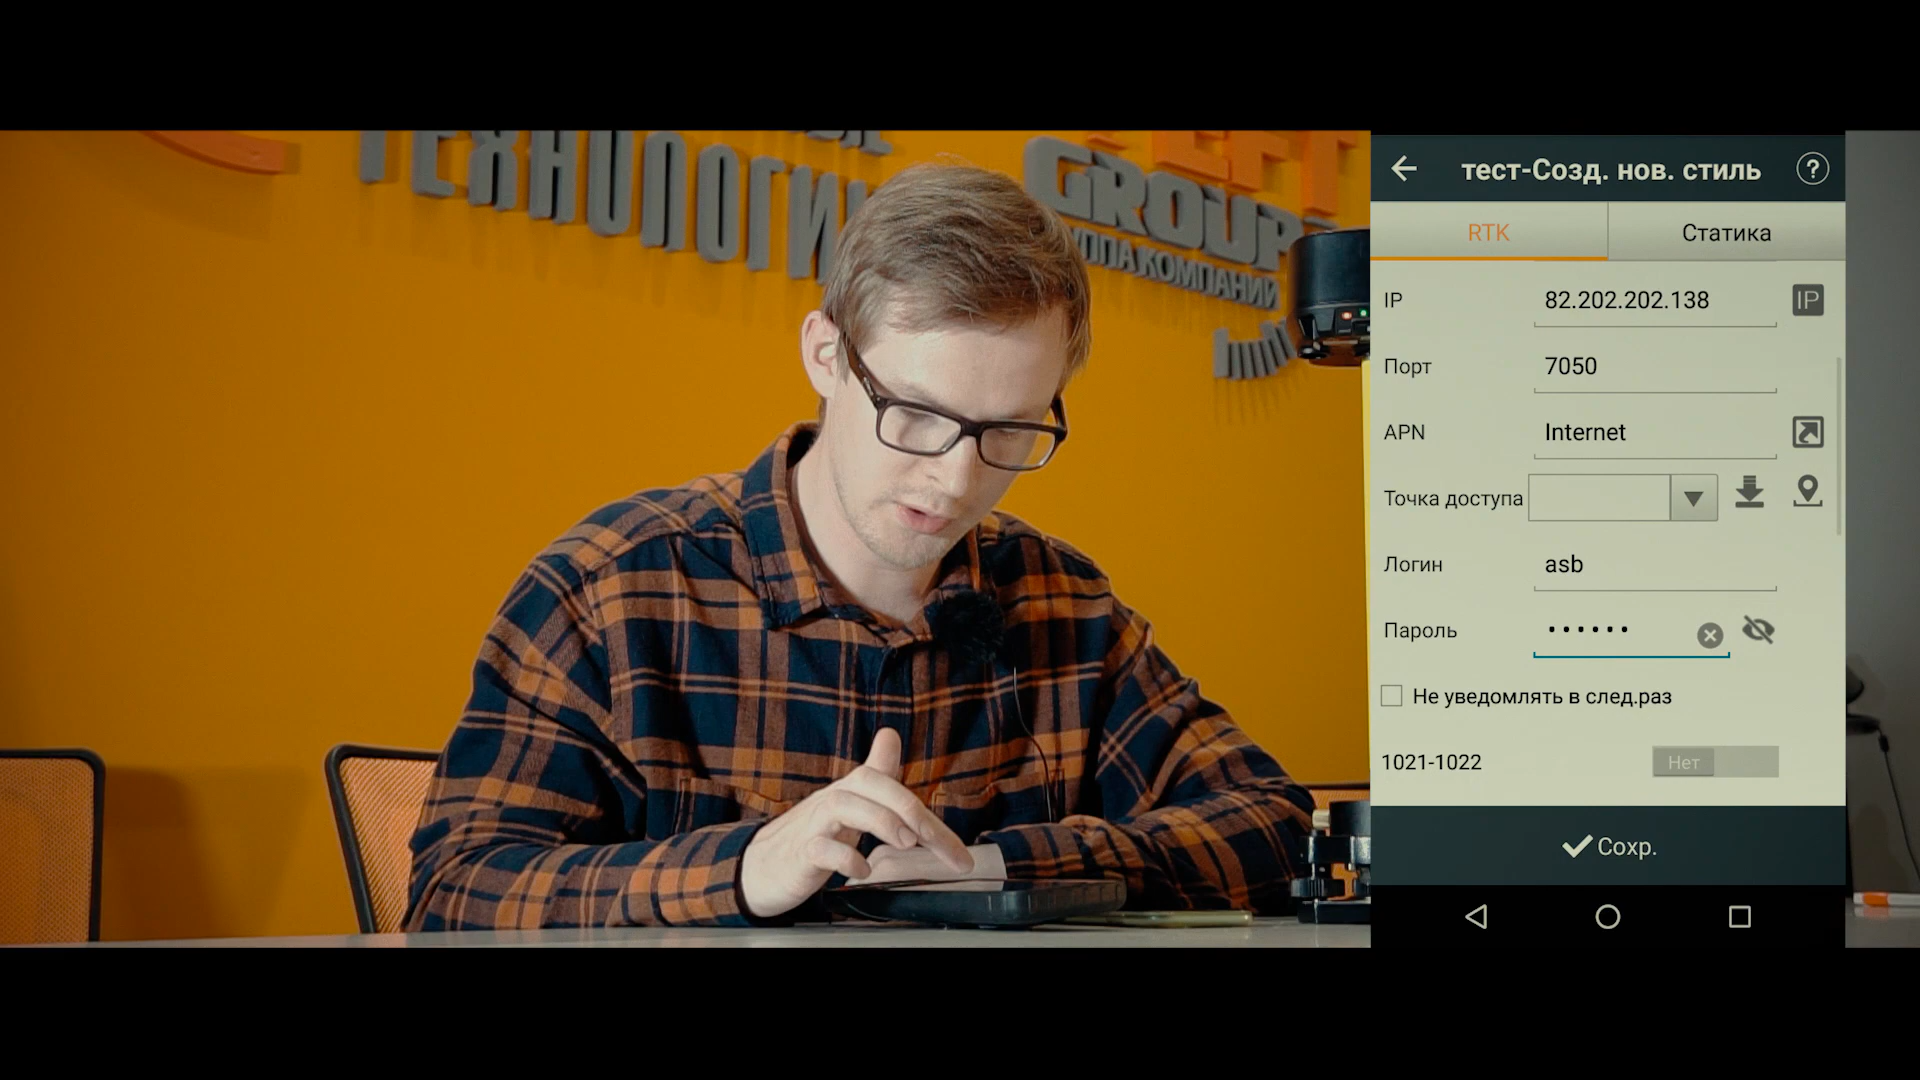 ТЕХНОЛОГИИ
GROUP
ГРУППА КОМПАНИЙ
тест-Созд. нов. стиль
?
RTK
Статика
IP
82.202.202.138
IP
Порт
7050
APN
Internet
Точка доступа
Логин
asb
Пароль
••••••
Не уведомлять в след.раз
1021-1022
Нет
Сохр.